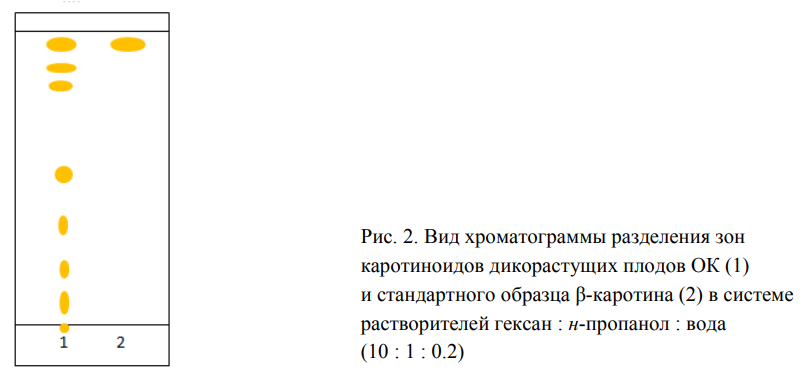 1 2
Рис. 2. Вид хроматограммы разделения зон
каротиноидов дикорастущих плодов ОК (1)
и стандартного образца β-каротина (2) в системе
растворителей гексан : н-пропанол : вода
(10 : 1 : 0.2)